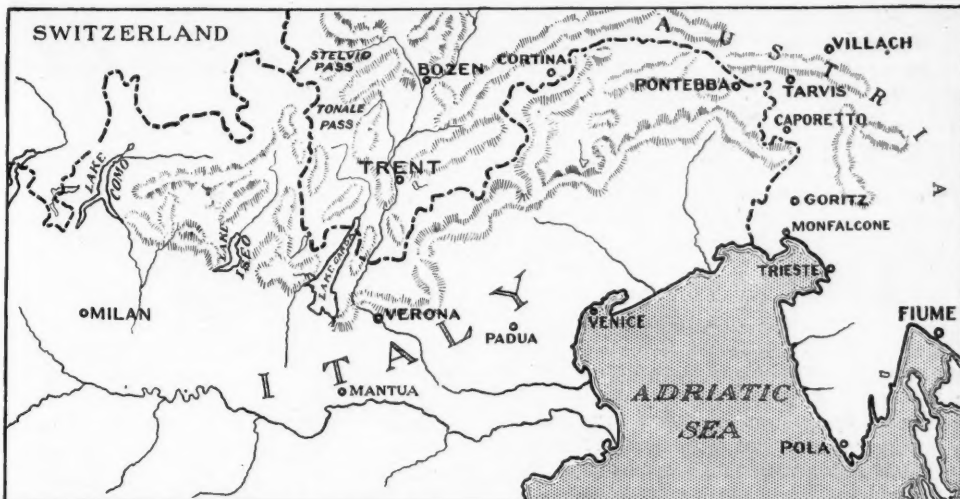 SWITZERLAND
STELVIO
PASS
BOZEN
CORTINA
AUSTRIA
VILLACH
TARVIS
PONTEBBA
TONALE
PASS
CAPORETTO
LAKE
COMO
TRENT
GORITZ
MONFALCONE
LAKE
ISEO
LAKE GARDA
TRIESTE
MILAN
VERONA
PADUA
VENICE
FIUME
ITALY
MANTUA
ADRIATIC
SEA
POLA